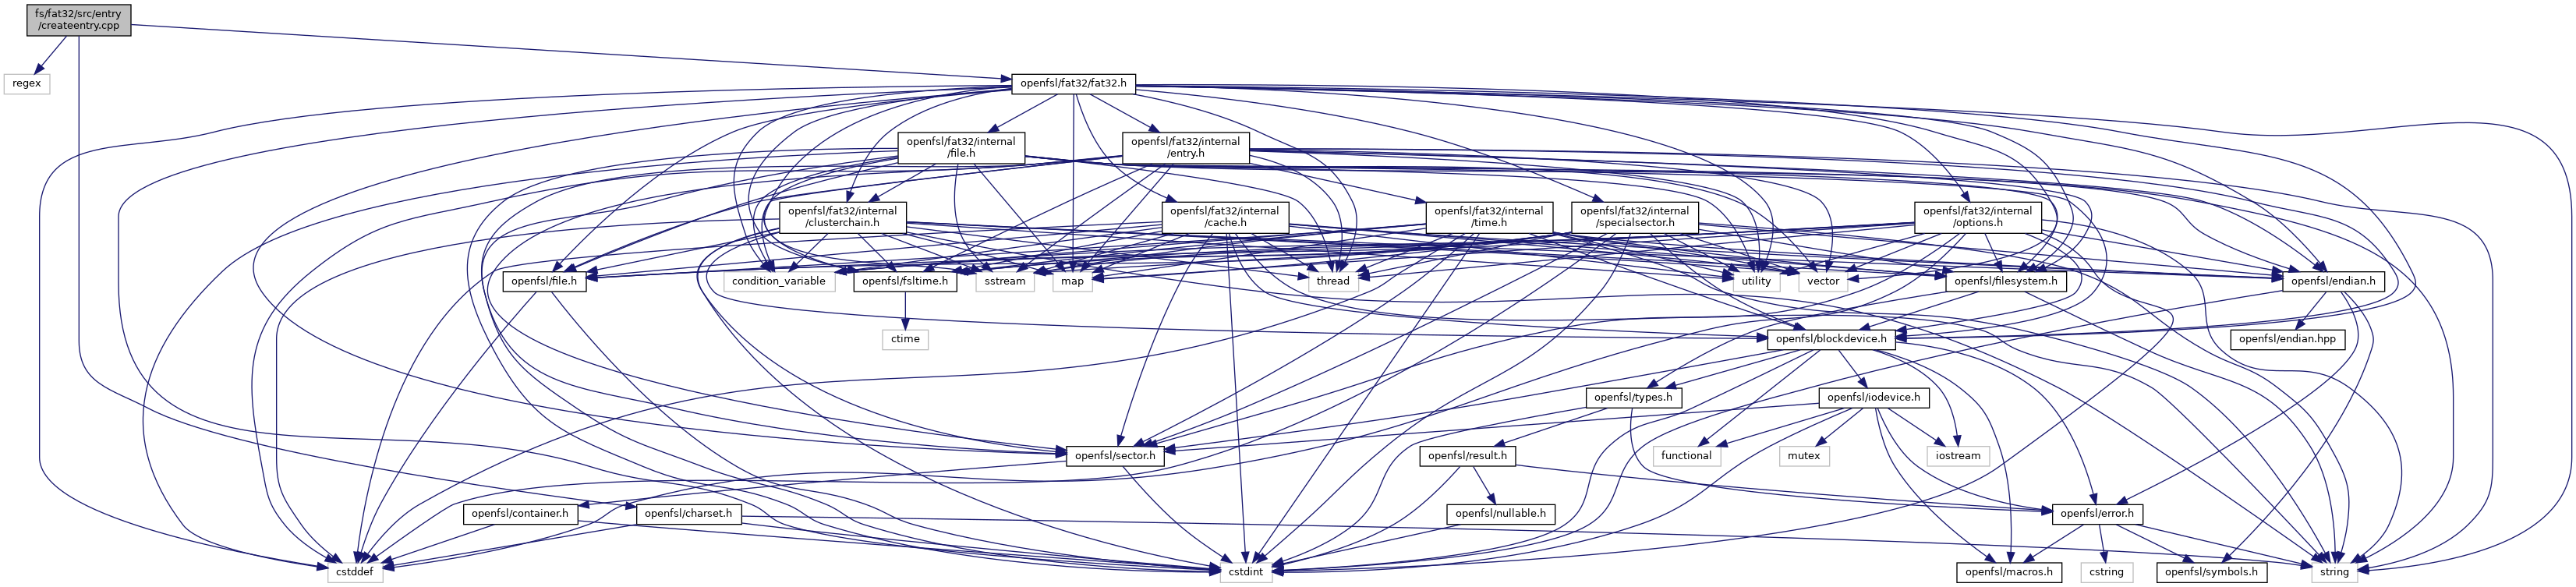 fs/fat32/src/entry
/createentry.cpp
regex
openfsl/fat32/fat32.h
openfsl/fat32/internal
/file.h
openfsl/fat32/internal
/entry.h
openfsl/fat32/internal
/clusterchain.h
openfsl/fat32/internal
/cache.h
openfsl/fat32/internal
/time.h
openfsl/fat32/internal
/specialsector.h
openfsl/fat32/internal
/options.h
openfsl/file.h
condition_variable
openfsl/fsltime.h
sstream
map
thread
utility
vector
openfsl/filesystem.h
openfsl/endian.h
ctime
openfsl/blockdevice.h
openfsl/endian.hpp
openfsl/types.h
openfsl/iodevice.h
openfsl/sector.h
openfsl/result.h
functional
mutex
iostream
openfsl/container.h
openfsl/charset.h
openfsl/nullable.h
openfsl/error.h
cstddef
cstdint
openfsl/macros.h
cstring
openfsl/symbols.h
string